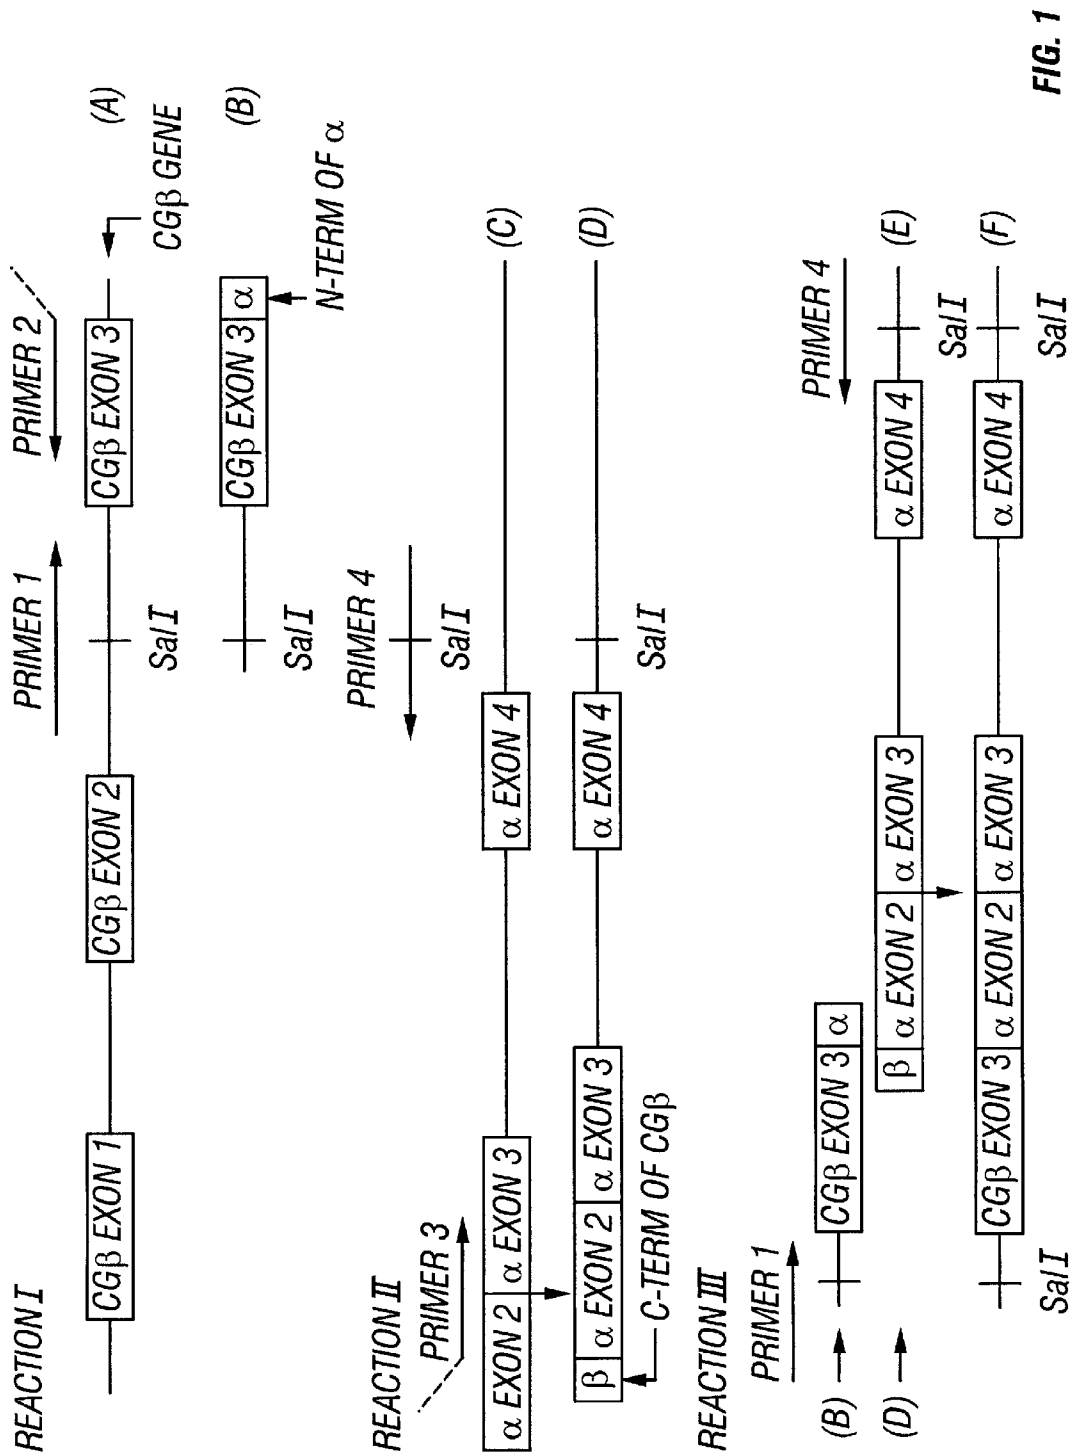 REACTION I
PRIMER 1
PRIMER 2
CGβ EXON 1
CGβ EXON 2
CGβ EXON 3
(A)
SalI
CGβ GENE
CGβ EXON 3
α
(B)
SalI
N-TERM OF α
REACTION II
PRIMER 3
PRIMER 4
SalI
α EXON 2
α EXON 3
α EXON 4
(C)
β
α EXON 2
α EXON 3
α EXON 4
(D)
SalI
C-TERM OF CGβ
REACTION III
PRIMER 1
PRIMER 4
(B)
CGβ EXON 3
α
(D)
β
α EXON 2
α EXON 3
α EXON 4
(E)
SalI
CGβ EXON 3
α EXON 2
α EXON 3
α EXON 4
(F)
SalI
SalI
FIG. 1